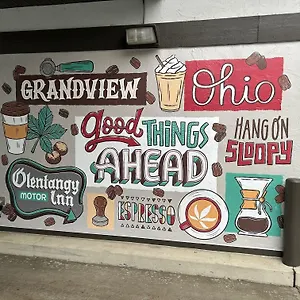 GRANDVIEW
Ohio
good THINGS
AHEAD
HANG ON
SLOOPY
Olentangy
MOTOR Inn
ESPRESSO